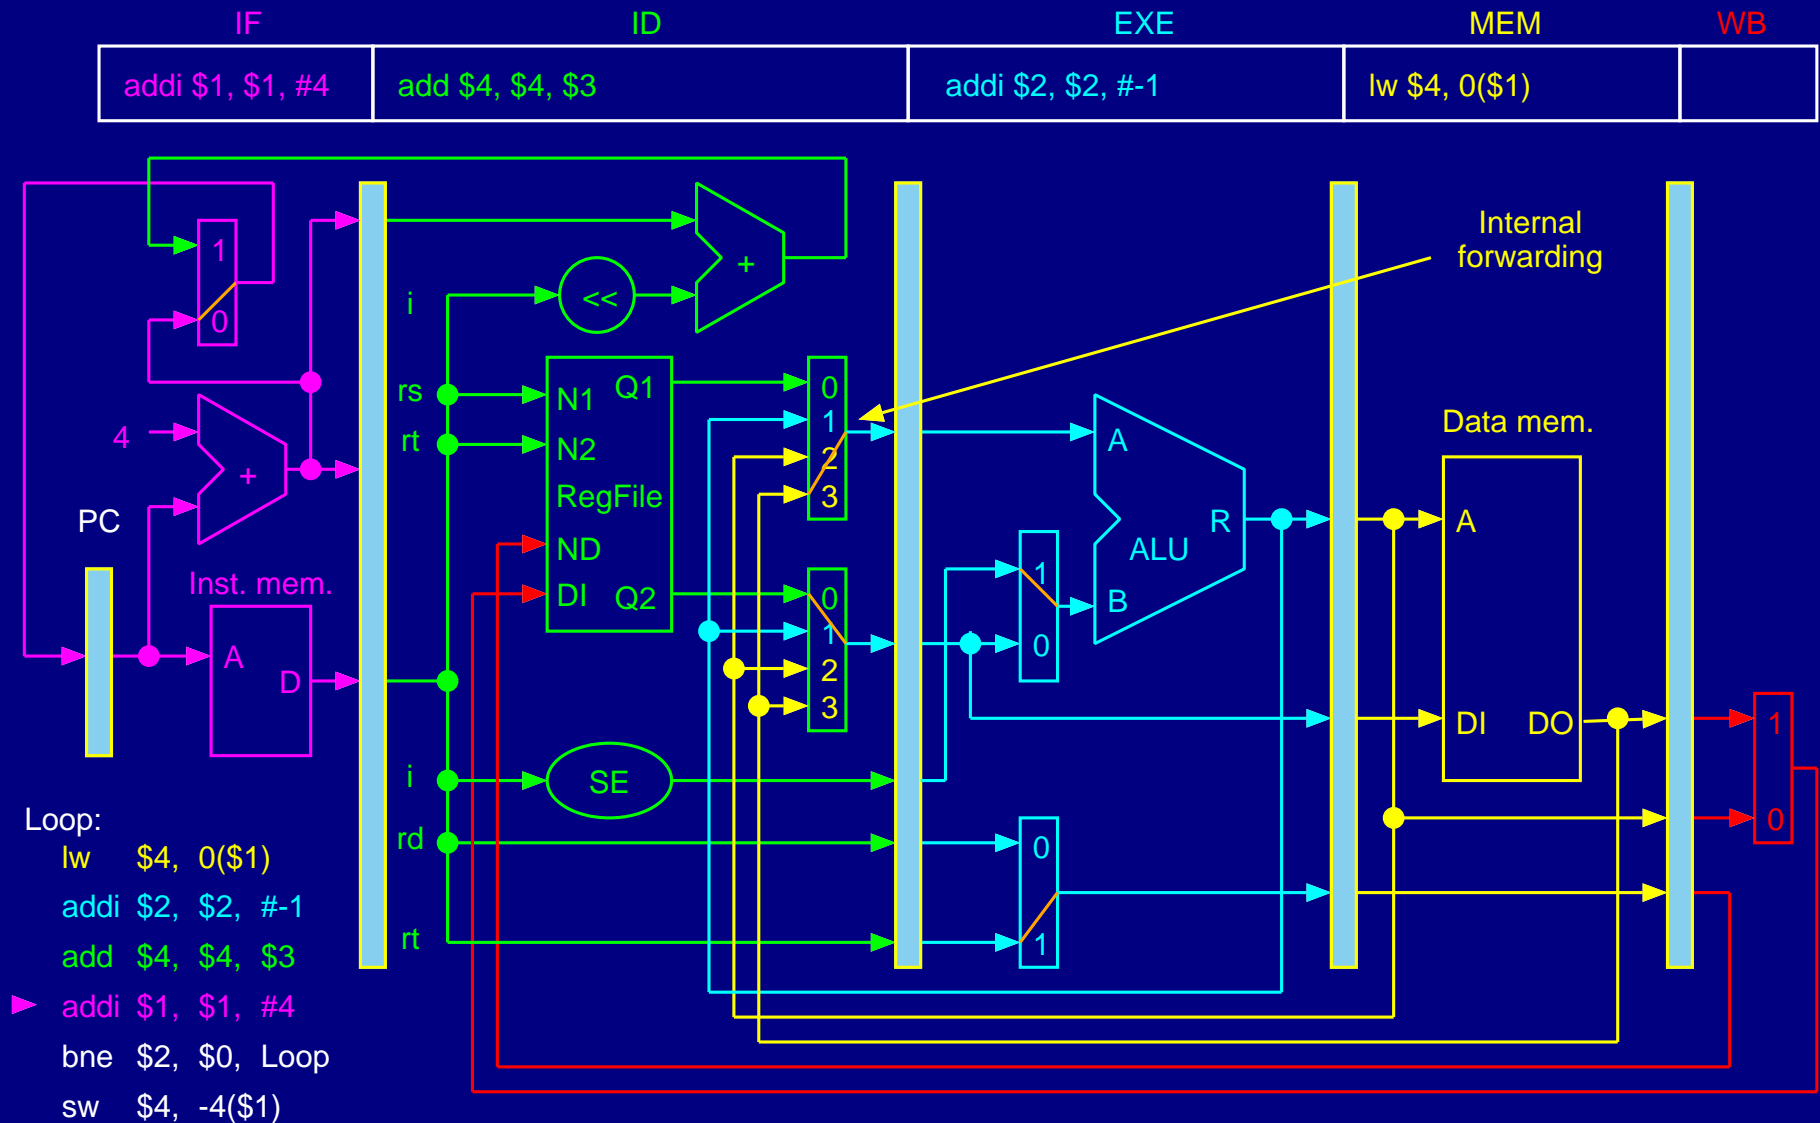 IF ID EXE MEM WB
addi $1, $1, #4
add $4, $4, $3
addi $2, $2, #-1
lw $4, 0($1)
Internal
forwarding
1
0
4
+
PC
Inst. mem.
A
D
i
rs
rt
i
rd
rt
<<
+
N1
Q1
N2
RegFile
ND
DI
Q2
SE
0
1
2
3
0
1
2
3
1
0
0
1
A
R
ALU
B
Data mem.
A
DI
DO
1
0
Loop:
lw $4, 0($1)
addi $2, $2, #-1
add $4, $4, $3
addi $1, $1, #4
bne $2, $0, Loop
sw $4, -4($1)